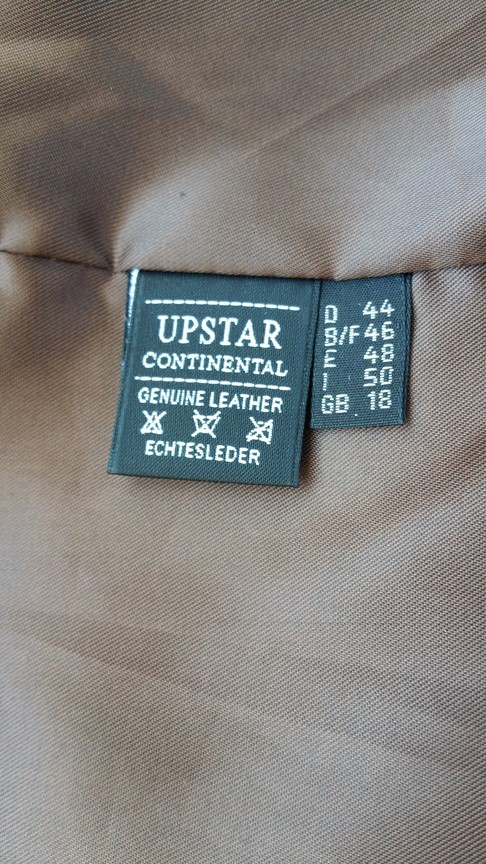 UPSTAR
CONTINENTAL
GENUINE LEATHER
ECHTESLEDER
D 44
B/F 46
E 48
I 50
GB 18